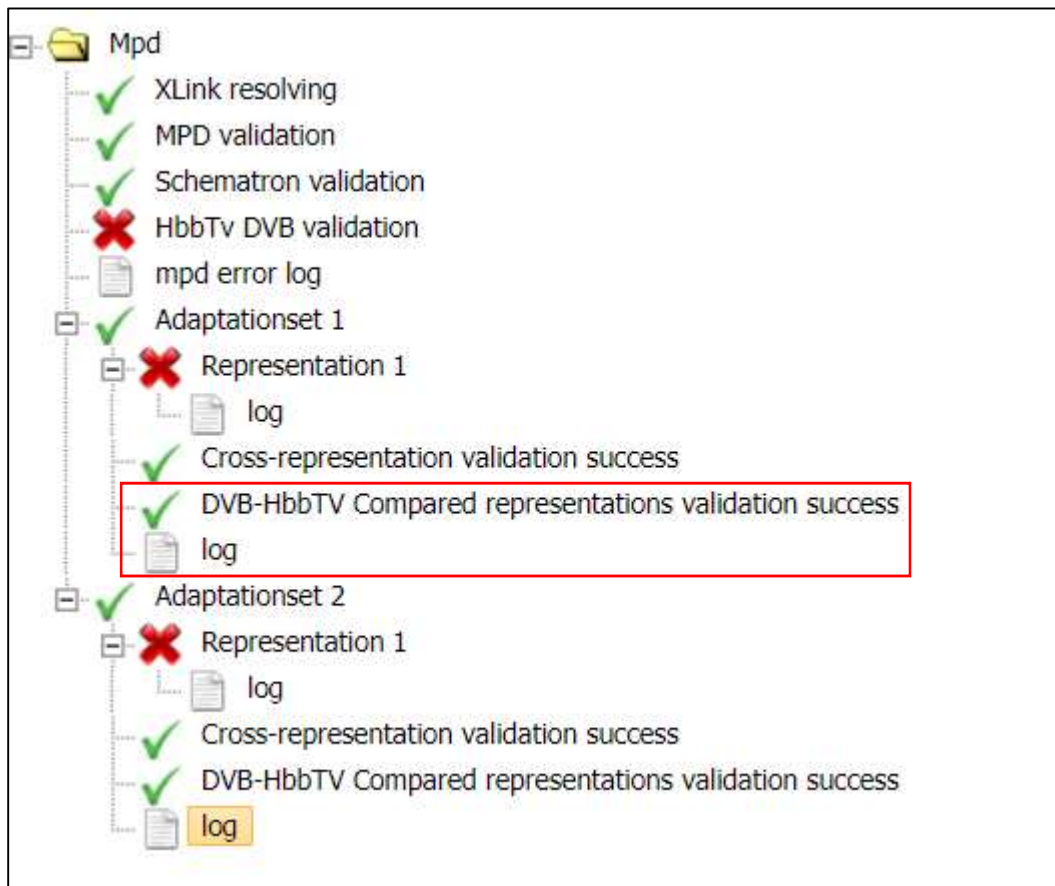 Mpd
XLink resolving
MPD validation
Schematron validation
HbbTv DVB validation
mpd error log
Adaptationset 1
Representation 1
log
Cross-representation validation success
DVB-HbbTV Compared representations validation success
log
Adaptationset 2
Representation 1
log
Cross-representation validation success
DVB-HbbTV Compared representations validation success
log